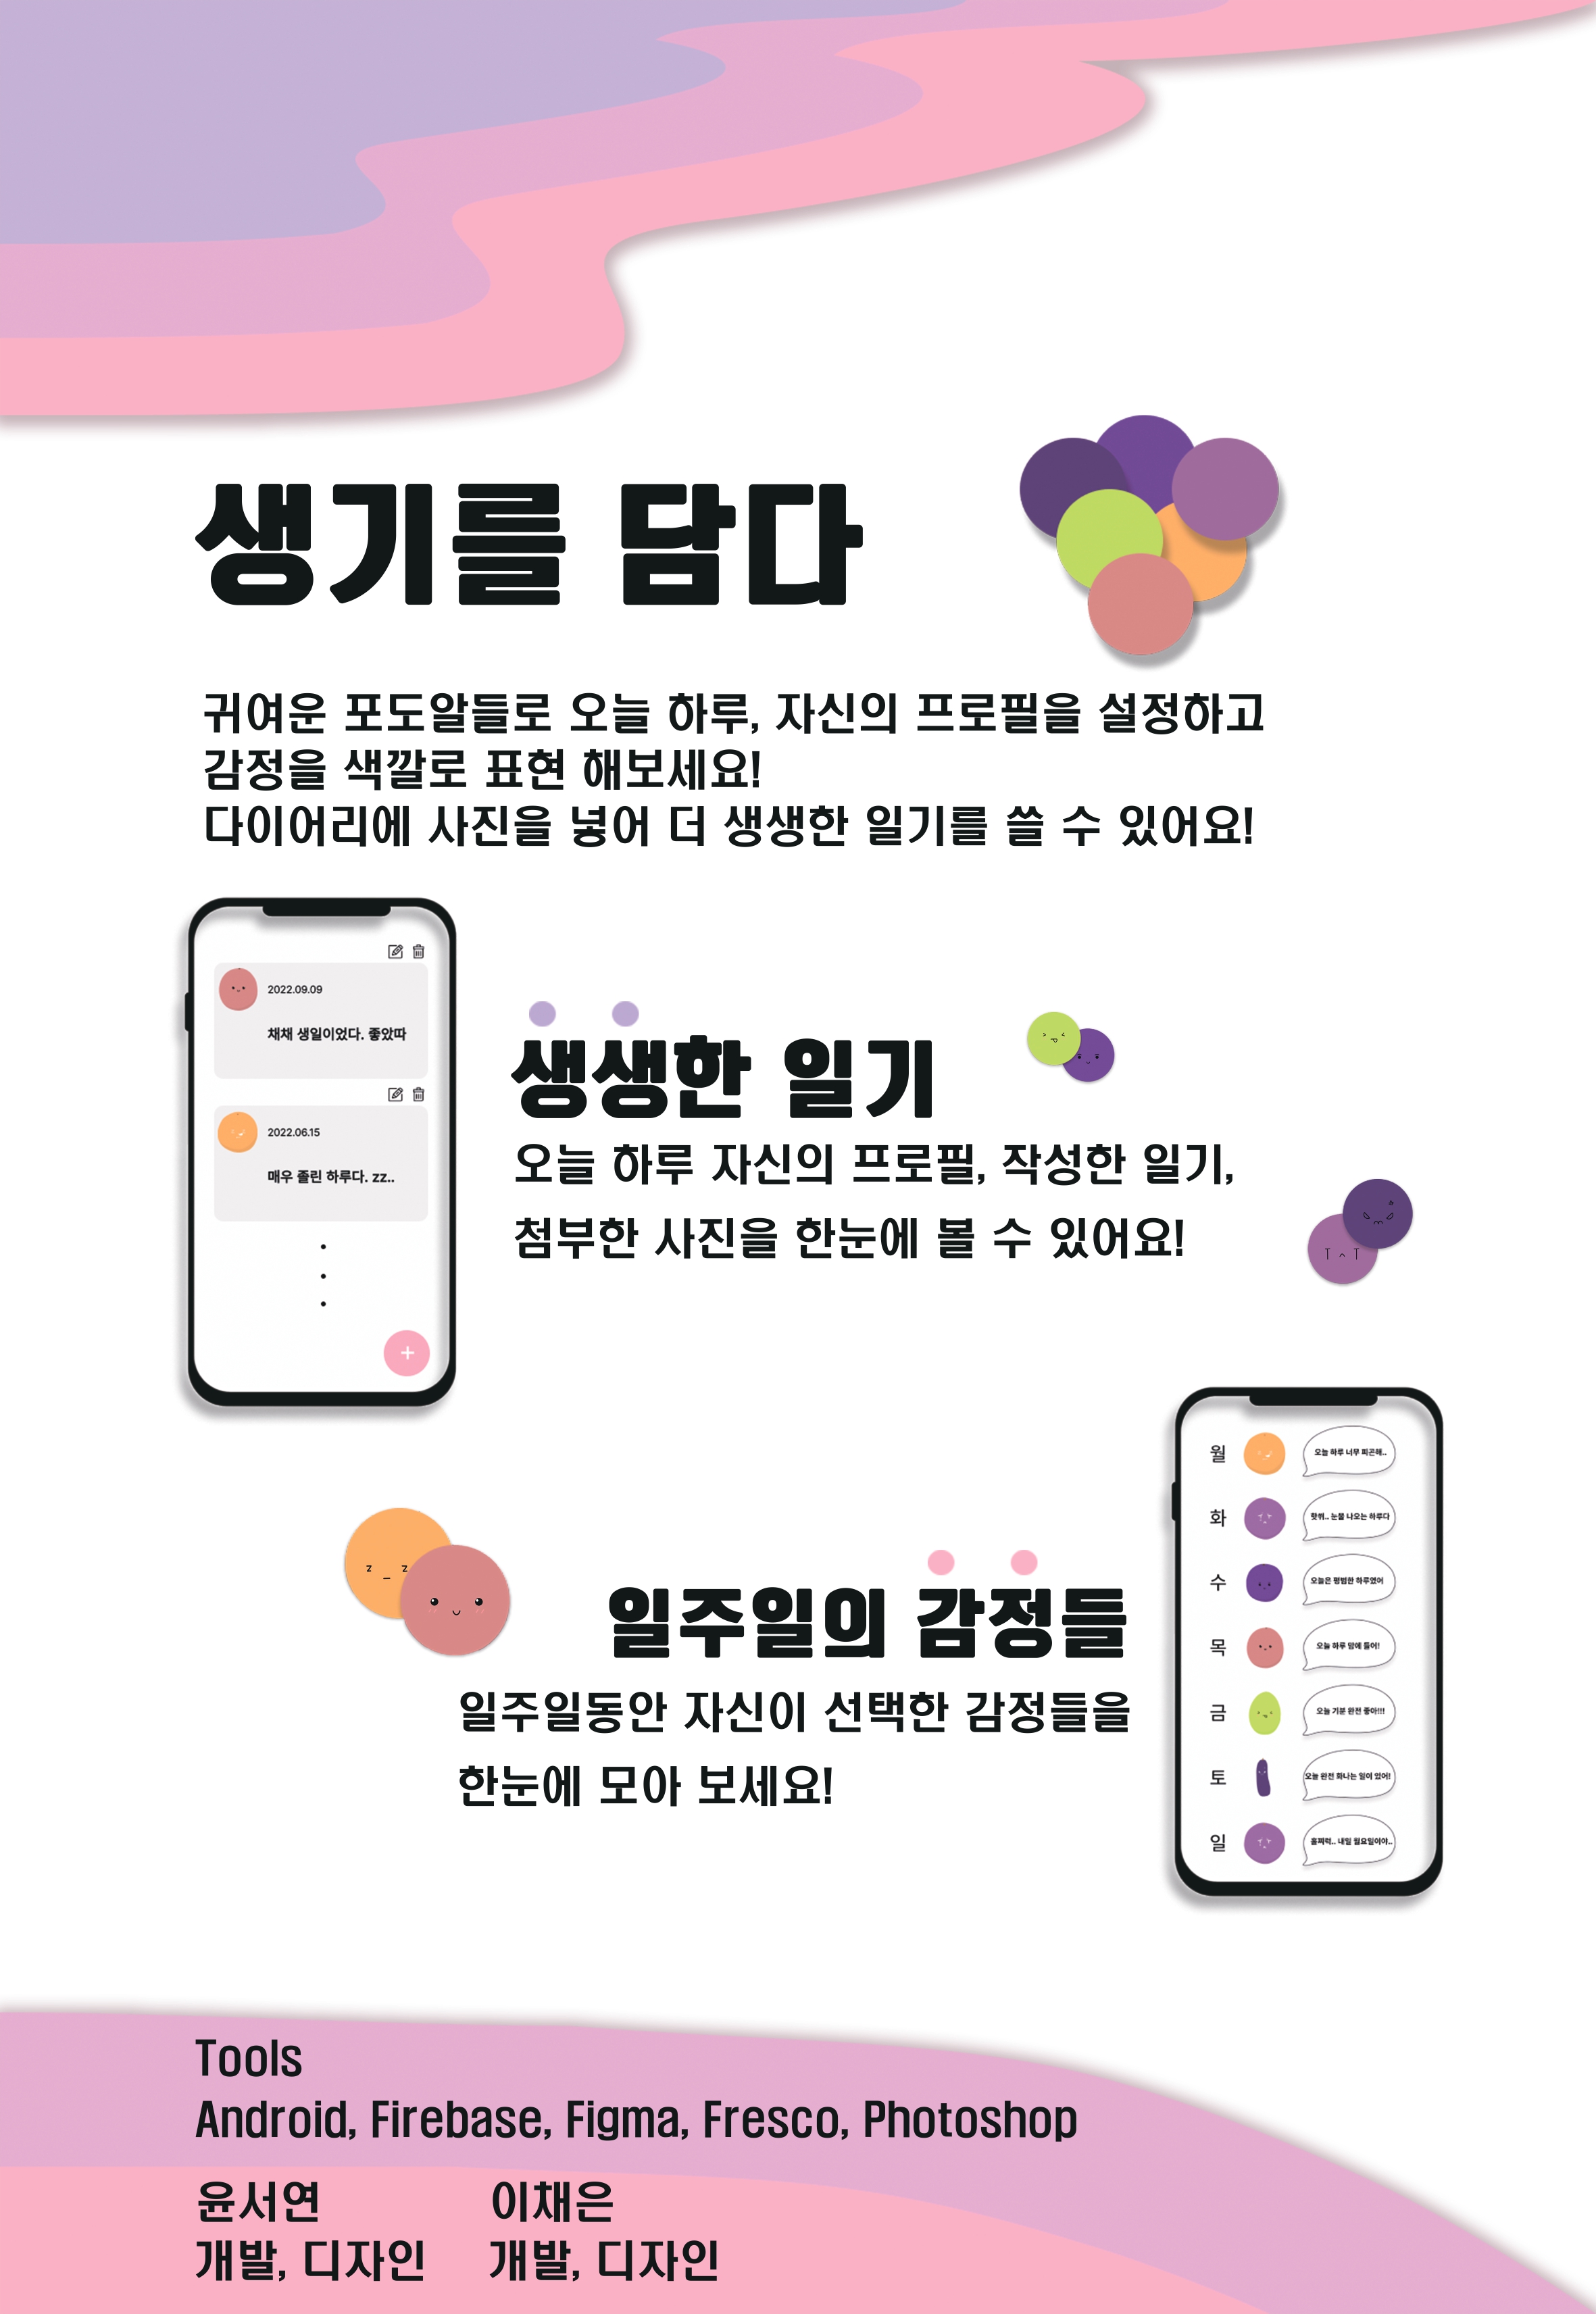 생기를 담다
귀여운 포도알들로 오늘 하루, 자신의 프로필을 설정하고
감정을 색깔로 표현 해보세요!
다이어리에 사진을 넣어 더 생생한 일기를 쓸 수 있어요!
2022.09.09
채채 생일이었다. 좋았따
2022.06.15
매우 졸린 하루다. zz..
생생한 일기
오늘 하루 자신의 프로필, 작성한 일기,
첨부한 사진을 한눈에 볼 수 있어요!
일주일의 감정들
일주일동안 자신이 선택한 감정들을
한눈에 모아 보세요!
월 오늘 하루 너무 피곤해..
화 핫뷔.. 눈물 나오는 하루다
수 오늘은 평범한 하루였어
목 오늘 하루 맘에 들어!
금 오늘 기분 완전 좋아!!!
토 오늘 완전 화나는 일이 있어!
일 훌쩌럭.. 내일 월요일이야..
Tools
Android, Firebase, Figma, Fresco, Photoshop
윤서연 이재은
개발, 디자인 개발, 디자인